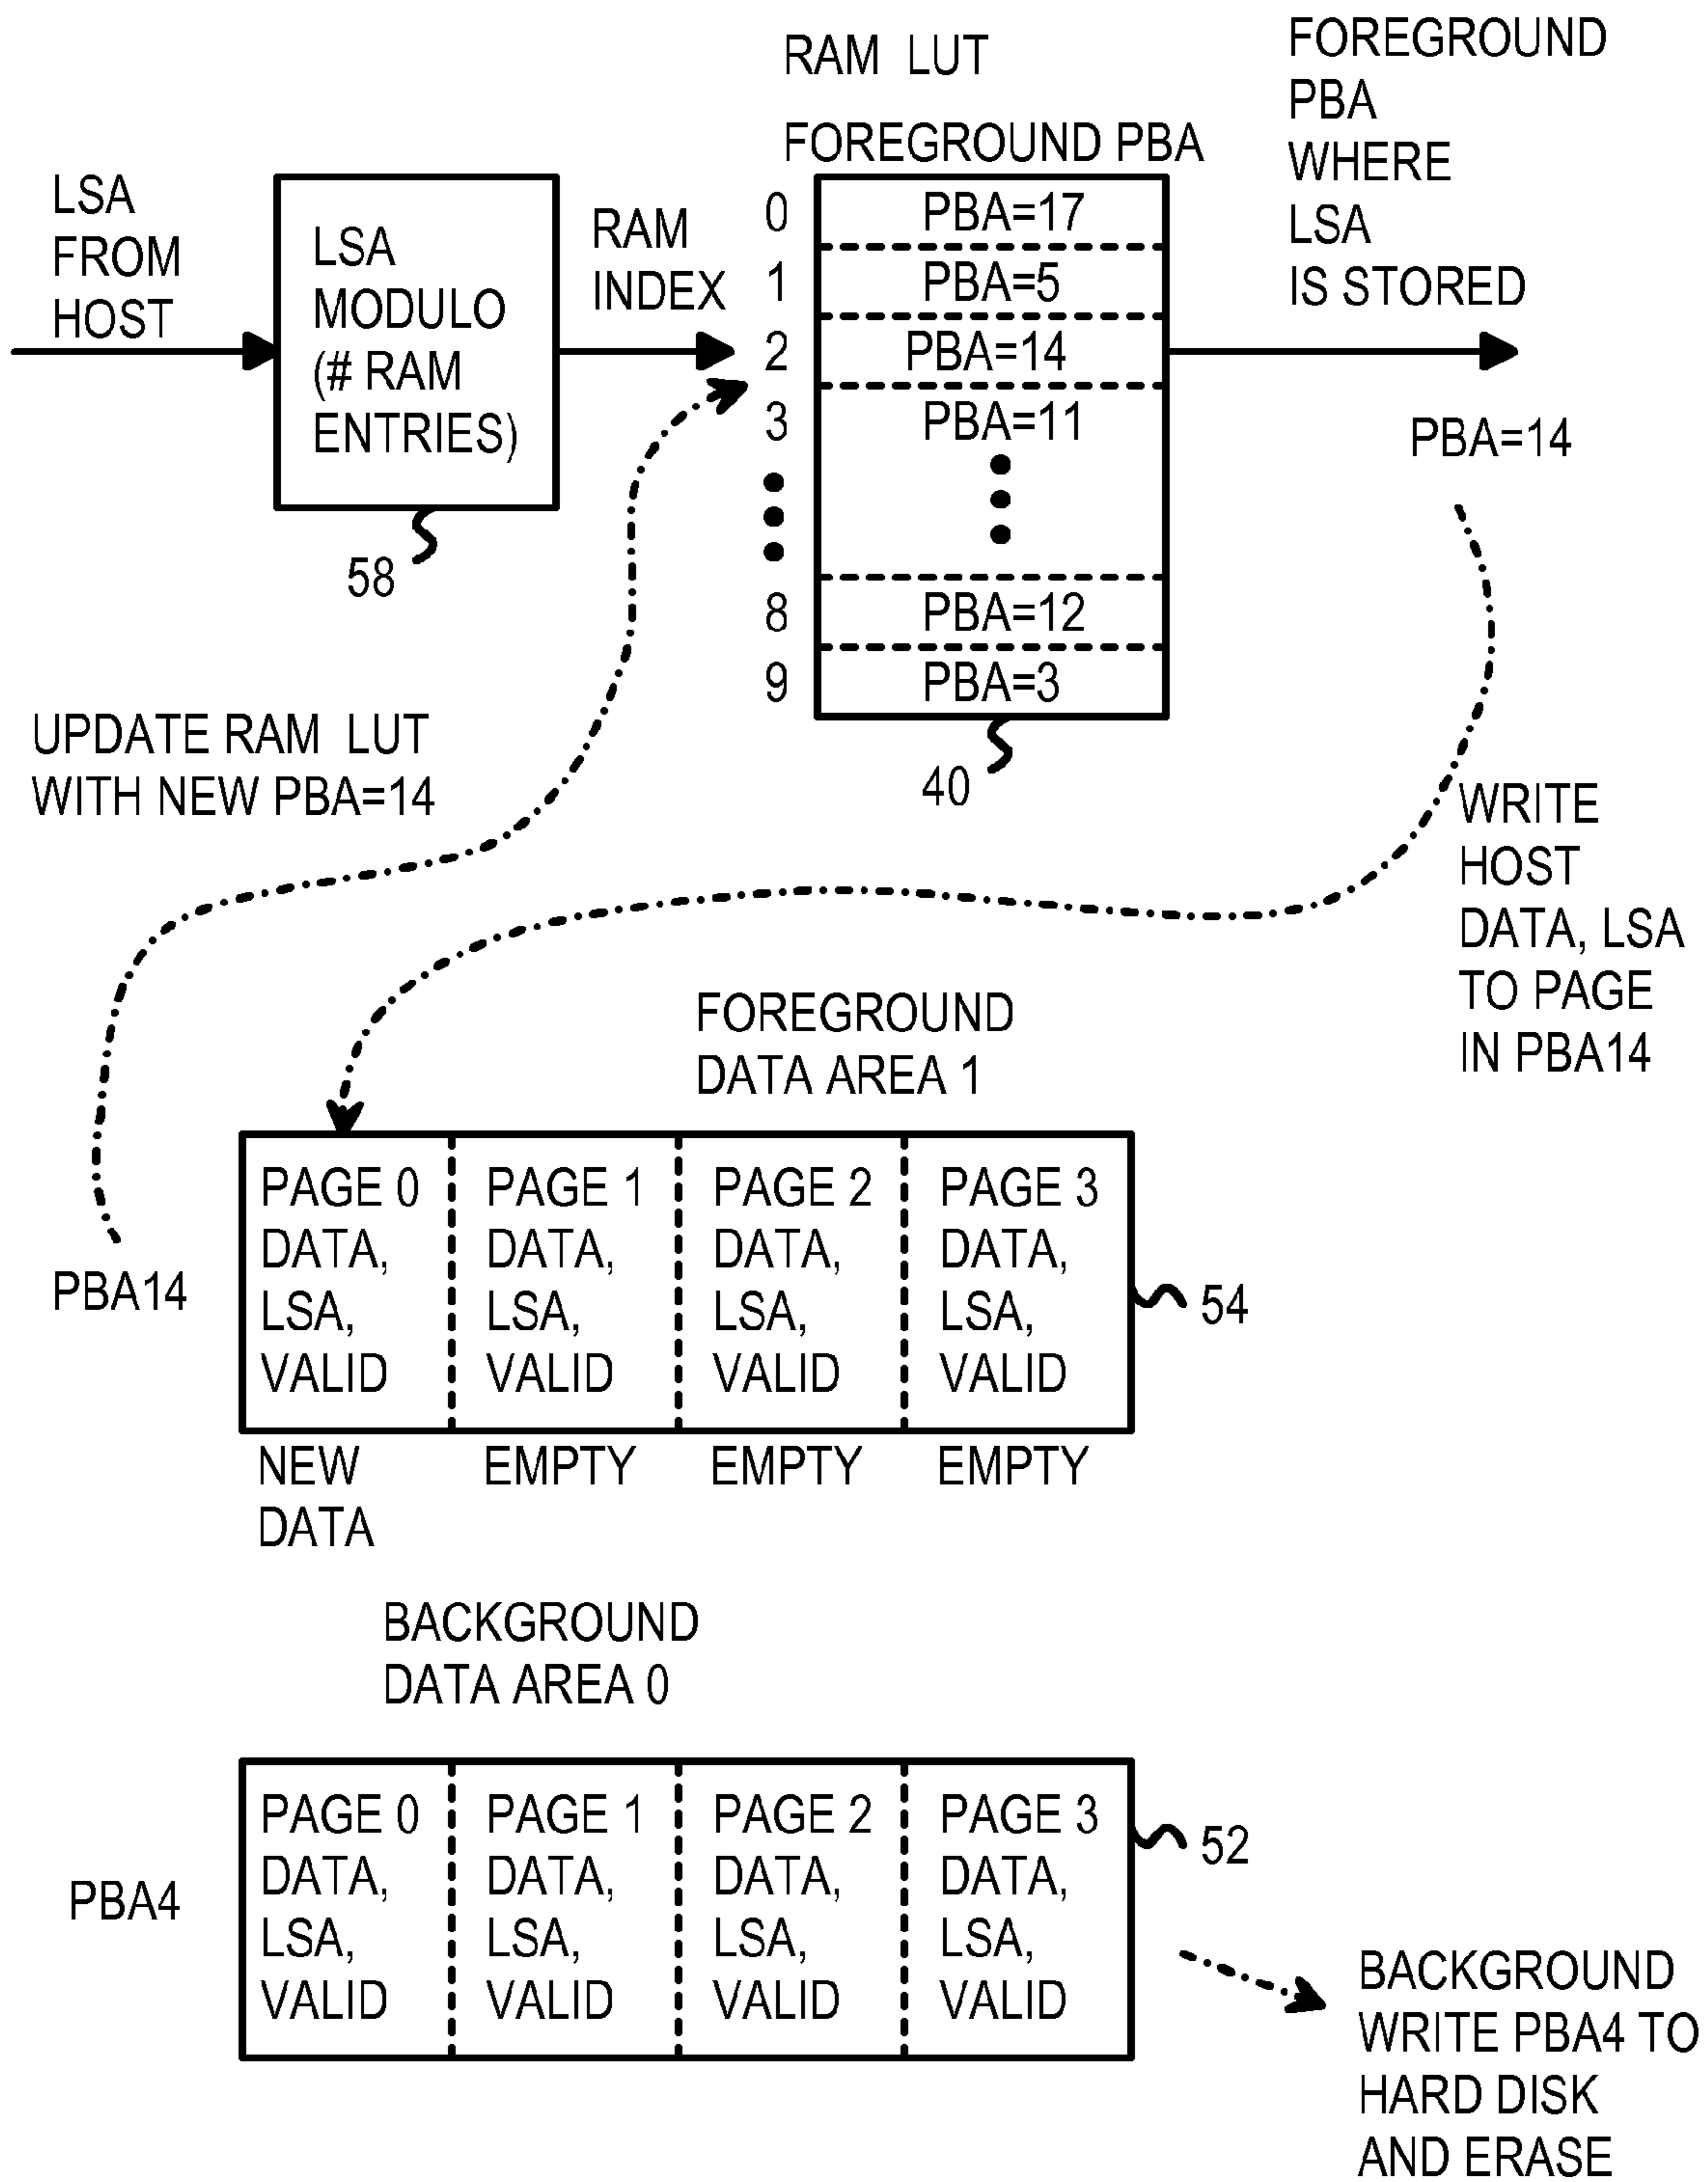 LSA
FROM
HOST
LSA
MODULO
(# RAM
ENTRIES)
58
RAM
INDEX
RAM LUT
FOREGROUND PBA
0 PBA=17
1 PBA=5
2 PBA=14
3 PBA=11
8 PBA=12
9 PBA=3
40
FOREGROUND
PBA
WHERE
LSA
IS STORED
PBA=14
UPDATE RAM LUT
WITH NEW PBA=14
WRITE
HOST
DATA, LSA
TO PAGE
IN PBA14
FOREGROUND
DATA AREA 1
PBA14
PAGE 0 PAGE 1 PAGE 2 PAGE 3
DATA, DATA, DATA, DATA,
LSA, LSA, LSA, LSA,
VALID VALID VALID VALID
54
NEW EMPTY EMPTY EMPTY
DATA
BACKGROUND
DATA AREA 0
PBA4
PAGE 0 PAGE 1 PAGE 2 PAGE 3
DATA, DATA, DATA, DATA,
LSA, LSA, LSA, LSA,
VALID VALID VALID VALID
52
BACKGROUND
WRITE PBA4 TO
HARD DISK
AND ERASE